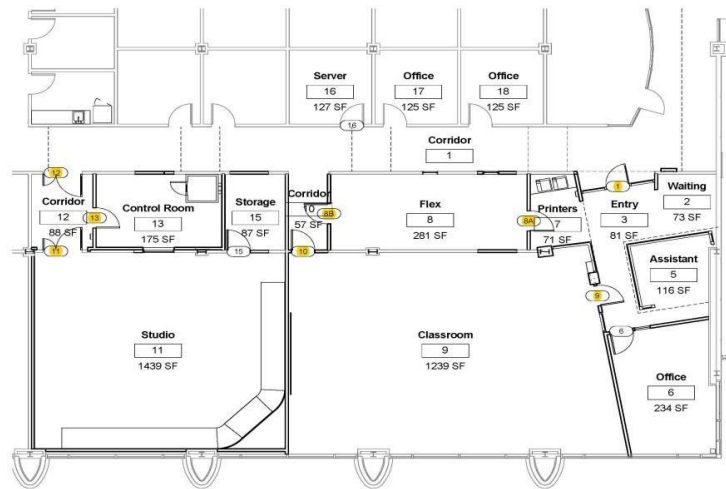 Server
16
127 SF
Office
17
125 SF
Office
18
125 SF
16
Corridor
1
12
1
Corridor
12
88 SF
13
Control Room
13
175 SF
Storage
15
87 SF
Corridor
0
57 SF
8B
Flex
8
281 SF
8A
Printers
7
71 SF
Entry
3
81 SF
Waiting
2
73 SF
11
15
10
Assistant
5
116 SF
9
6
Studio
11
1439 SF
Classroom
9
1239 SF
Office
6
234 SF